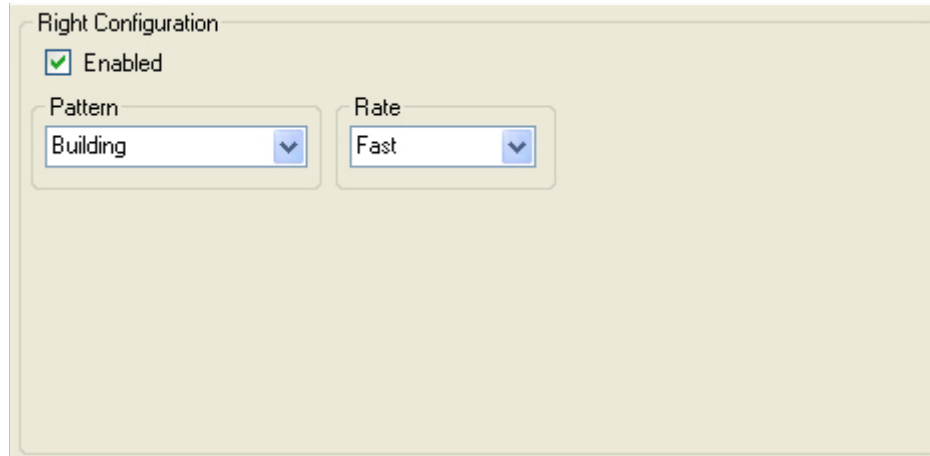 Right Configuration
Enabled
Pattern Rate
Building Fast